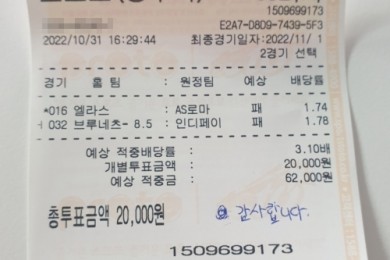 1509699173
E2A7-D8D9-7439-5F3
2022/10/31 16:29:44 최종경기일자:2022/11/ 1
2경기 선택
경기 홈 팀 : 원정팀 예상 배당률
*016 엘라스 : AS로마 패 1.74
032 브루네츠- 8.5 : 인디페이 패 1.78
예상 적중배당률 3.10배
개별투표금액 20,000원
예상 적중금 62,000원
총투표금액 20,000원 감사합니다.
1509699173